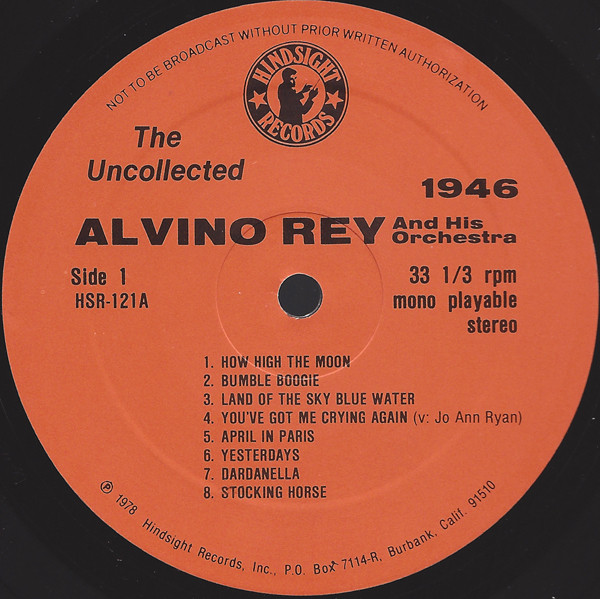 NOT TO BE BROADCAST WITHOUT PRIOR WRITTEN AUTHORIZATION
HINDSIGHT
RECORDS
The
Uncollected
1946
ALVINO REY And His
Orchestra
Side 1
HSR-121A
33 1/3 rpm
mono playable
stereo
1. HOW HIGH THE MOON
2. BUMBLE BOOGIE
3. LAND OF THE SKY BLUE WATER
4. YOU'VE GOT ME CRYING AGAIN (v: Jo Ann Ryan)
5. APRIL IN PARIS
6. YESTERDAYS
7. DARDANELLA
8. STOCKING HORSE
Ⓟ 1978 Hindsight Records, Inc., P.O. Box 7114-R, Burbank, Calif. 91510